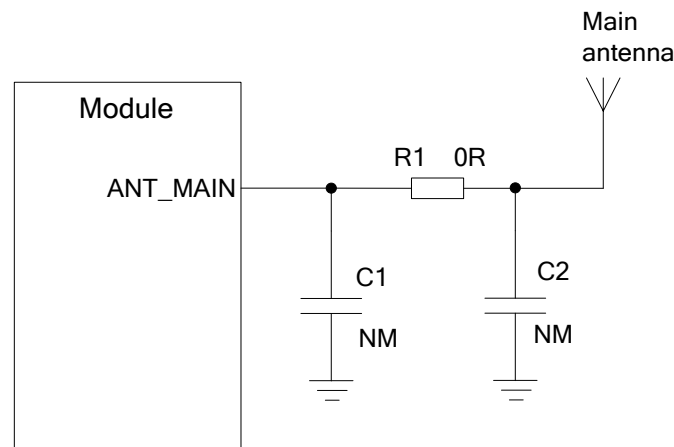 Main
antenna
Module
R1 0R
ANT_MAIN
C1
C2
NM
NM